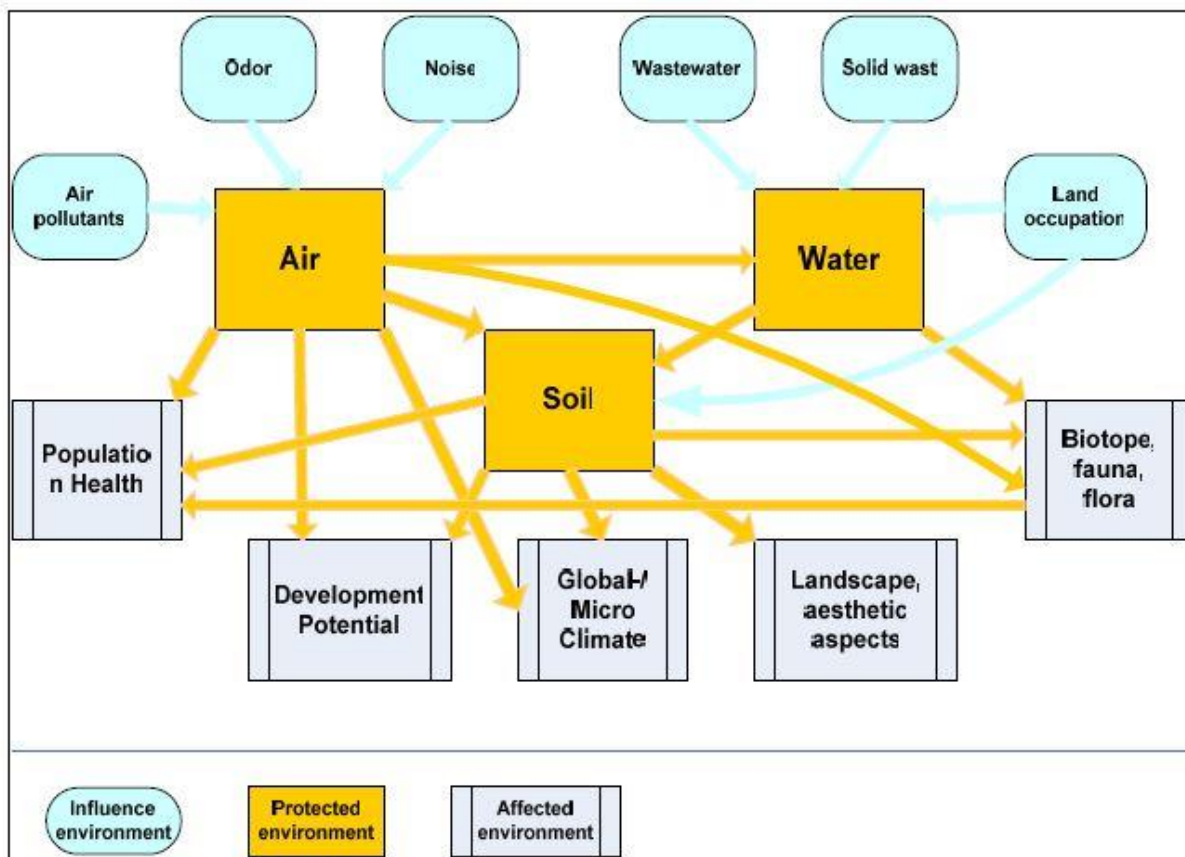 Odor
Noise
Wastewater
Solid wast
Air
pollutants
Land
occupation
Air
Water
Soil
Populatio
n Health
Biotope,
fauna,
flora
Development
Potential
Global-/
Micro
Climate
Landscape,
aesthetic
aspects
Influence
environment
Protected
environment
Affected
environment